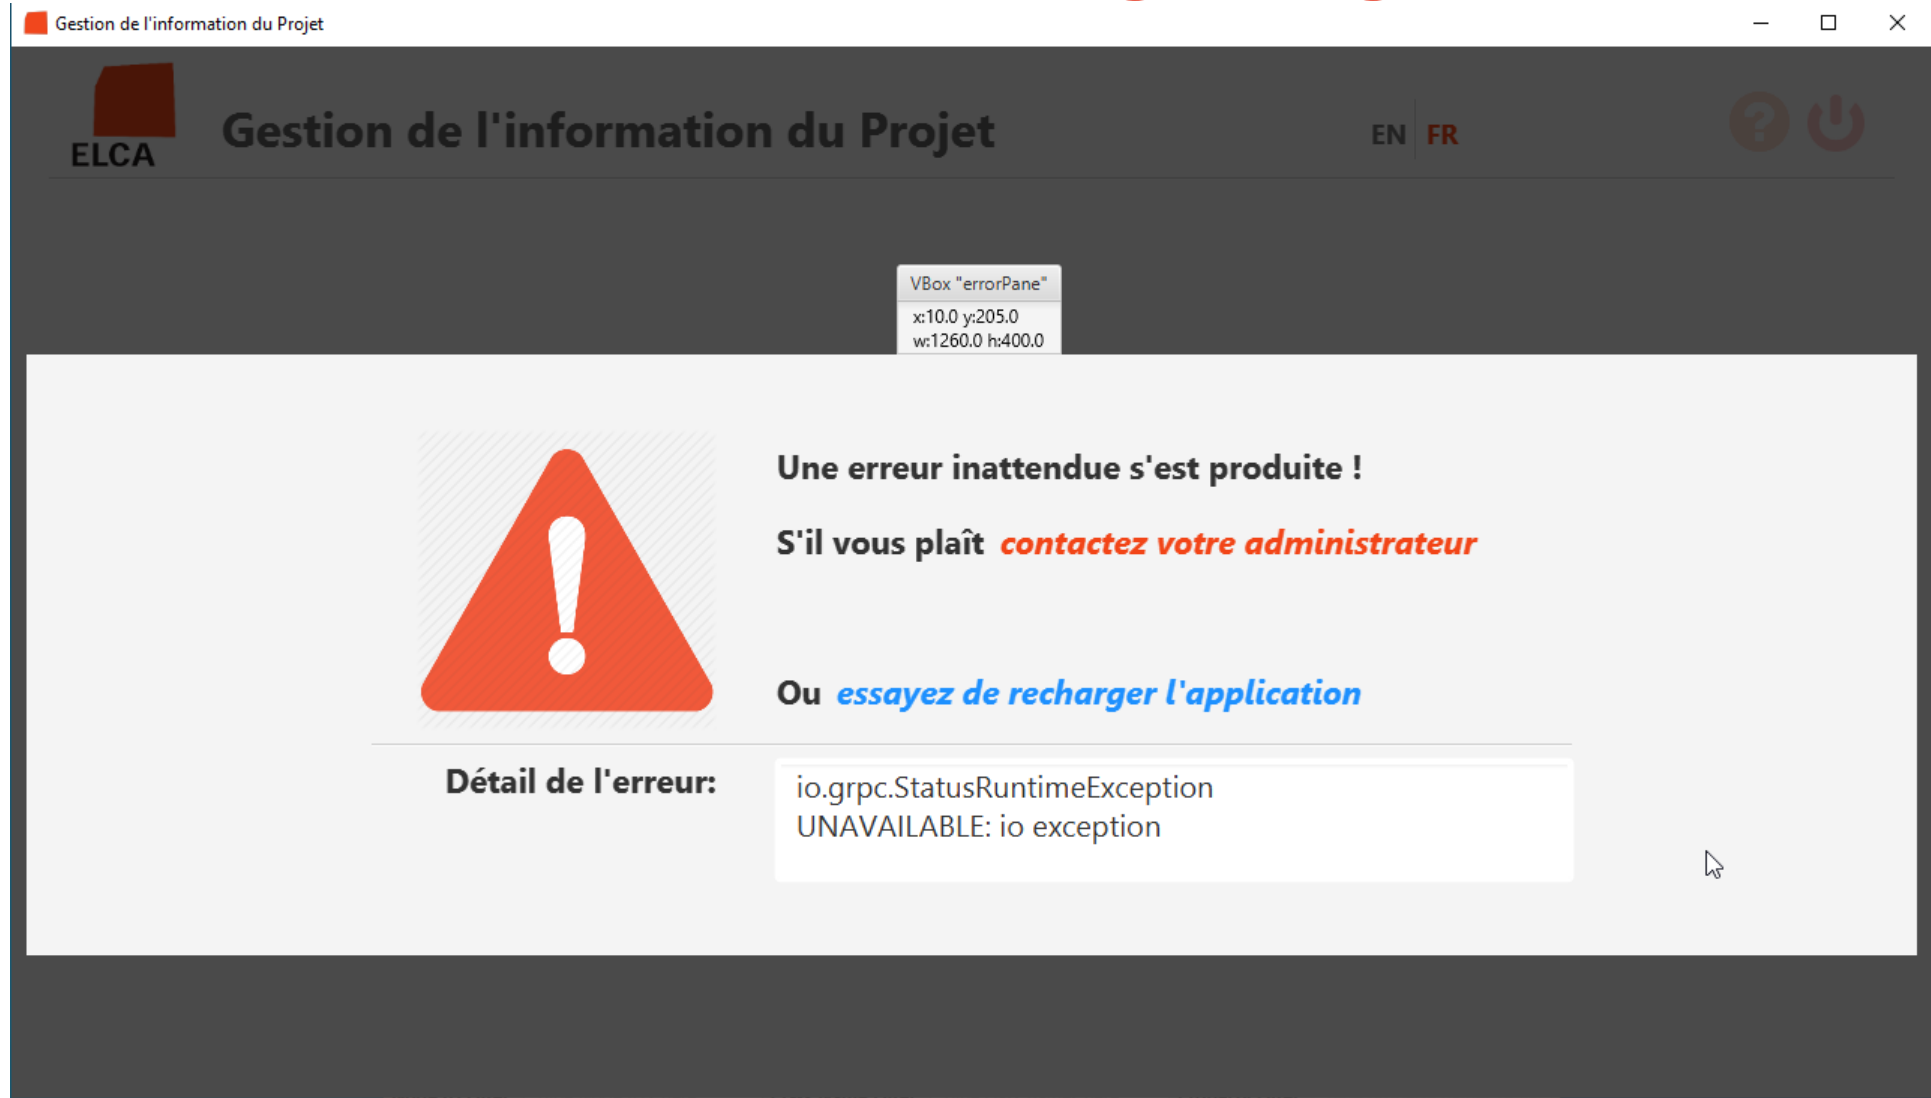 Gestion de l'information du Projet
ELCA
Gestion de l'information du Projet
EN FR
?
VBox "errorPane"
x:10.0 y:205.0
w:1260.0 h:400.0
Une erreur inattendue s'est produite !
S'il vous plaît contactez votre administrateur
Ou essayez de recharger l'application
Détail de l'erreur:
io.grpc.StatusRuntimeException
UNAVAILABLE: io exception